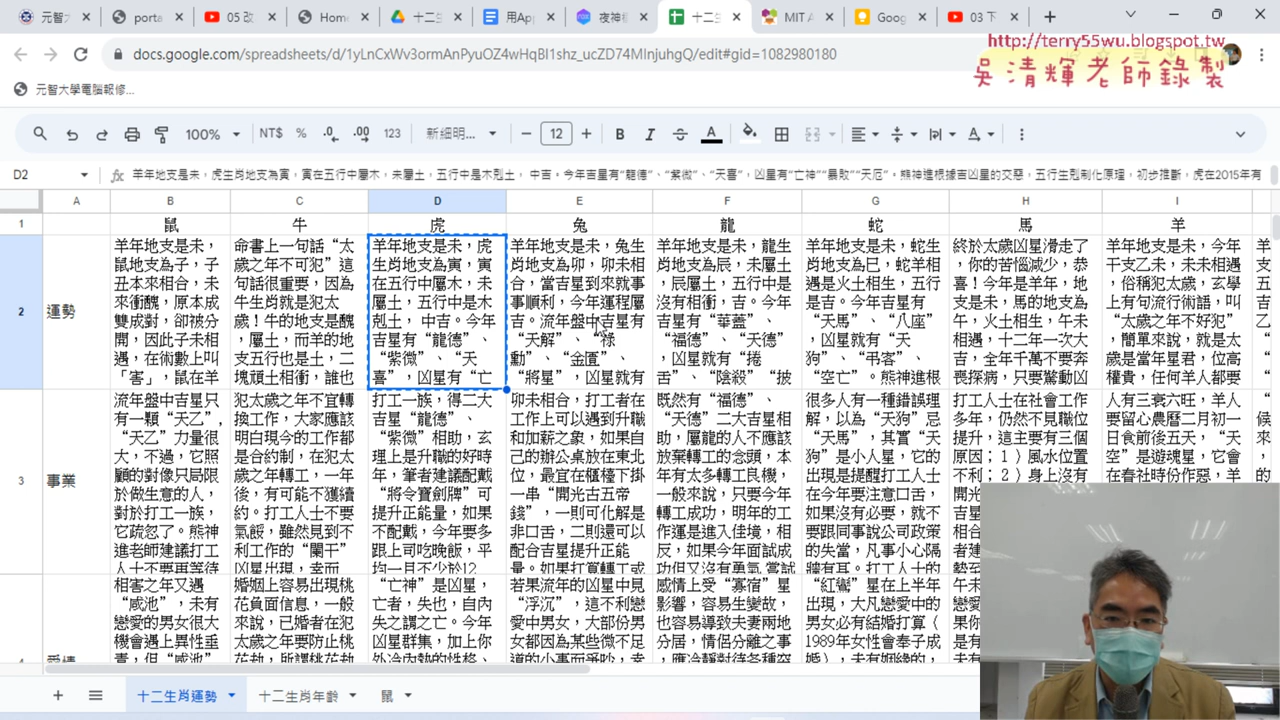 元智大
porta
05 改
Home
十二生
用App
夜神模
十二生
MIT A
Goog
03 下
http://terry55wu.blogspot.tw
docs.google.com/spreadsheets/d/1yLnCxWv3ormAnPyuOZ4wHqBI1shz_ucZD74MInjuhgQ/edit#gid=1082980180
吳清輝老師錄製
元智大學電腦報修...
100% NT$ % .0 .00 123 新細明... 12 B I A
D2 fx 羊年地支是未，虎生肖地支為寅，寅在五行中屬木，未屬土，五行中是木剋土，中吉。今年吉星有"龍德"、"紫微"、"天喜"，凶星有"亡神""暴敗""天厄"。熊神進根據吉凶星的交惡，五行生剋制化原理，初步推斷，虎在2015年有
A B C D E F G H I
1 鼠 牛 虎 兔 龍 蛇 馬 羊
2 運勢
羊年地支是未，
鼠地支為子，子
丑本來相合，未
來衝醜，原本成
雙成對，卻被分
開，因此子未相
遇，在術數上叫
「害」，鼠在羊
命書上一句話"太
歲之年不可犯"這
句話很重要，因為
牛生肖就是犯太
歲！牛的地支是醜
，屬土，而羊的地
支五行也是土，二
塊頑土相衝，誰也
羊年地支是未，虎
生肖地支為寅，寅
在五行中屬木，未
屬土，五行中是木
剋土，中吉。今年
吉星有"龍德"、
"紫微"、"天
喜"，凶星有"亡
羊年地支是未，兔生
肖地支為卯，卯未相
合，當吉星到來就事
事順利，今年運程屬
吉。流年盤中吉星有
"天解"、"祿
勳"、"金匱"、
"將星"，凶星就有
羊年地支是未，龍生
肖地支為辰，未屬土
，辰屬土，五行中是
沒有相衝，吉。今年
吉星有"華蓋"、
"福德"、"天德"
，凶星就有"捲
舌"、"陰殺""披
羊年地支是未，蛇生
肖地支為巳，蛇羊相
遇是火土相生，五行
是吉。今年吉星有
"天馬"、"八座"
，凶星就有"天
狗"、"弔客"、
"空亡"。熊神進根
終於太歲凶星滑走了
，你的苦惱減少，恭
喜！今年是羊年，地
支是未，馬的地支為
午，火土相生，午未
相遇，十二年一次大
吉，全年千萬不要奔
喪探病，只要驚動凶
羊年地支是未，今年
干支乙未，未未相遇
，俗稱犯太歲，玄學
上有句流行術語，叫
"太歲之年不好犯"
，簡單來說，就是太
歲是當年星君，位高
權貴，任何羊人都要
3 事業
流年盤中吉星只
有一顆"天乙"，
"天乙"力量很
大，不過，它照
顧的對像只局限
於做生意的人，
對於打工一族，
它疏忽了。熊神
進老師建議打工
人士不要再等待
犯太歲之年不宜轉
換工作，大家應該
明白現今的工作都
是合約制，在犯太
歲之年轉工，一年
後，有可能不獲續
約。打工人士不要
氣餒，雖然見到不
利工作的"闌干"
凶星出現，幸而
打工一族，得二大
吉星"龍德"、
"紫微"相助，玄
理上是升職的好時
年，筆者建議配戴
"將令寶劍牌"可
提升正能量，如果
不配戴，今年要多
跟上司吃晚飯，平
均一月不少於12
卯未相合，打工者在
工作上可以遇到升職
和加薪之象，如果自
己的辦公桌放在東北
位，最宜在櫃檯下掛
一串"開光古五帝
錢"，一則可化解是
非口舌，二則還可以
配合吉星提升正能
量。如果打算轉工或
既然有"福德"、
"天德"二大吉星相
助，屬龍的人不應該
放棄轉工的念頭，本
年有太多轉工良機，
一般來說，只要今年
轉工成功，明年的工
作運是進入佳境，相
反，如果今年面試成
功但又沒有勇氣嘗試
很多人有一種錯誤理
解，以為"天狗"忌
"天馬"，其實"天
狗"是小人星，它的
出現是提醒打工人士
在今年要注意口舌，
如果沒有必要，就不
要跟同事說公司政策
的失當，凡事小心隔
牆有耳。打工人士的
打工人士在社會工作
多年，仍然不見職位
提升，這主要有三個
原因；1）風水位置
不利；2）身上沒有
人有三衰六旺，羊人
要留心農曆二月初一
日食前後五天，"天
空"是遊魂星，它會
在春社時份作惡，羊
4 愛情
相害之年又遇
"咸池"，未有
戀愛的男女很大
機會遇上異性垂
婚姻上容易出現桃
花負面信息，一般
來說，己婚者在犯
太歲之年要防止桃
花劫，所謂桃花劫
"亡神"是凶星，
亡者，失也，自內
失之謂之亡。今年
凶星群集，加上你
外冷內熱的性格、
若果流年的凶星中見
"浮沉"，這不利戀
愛中男女，大部份男
女都因為某些微不足
道的小事而爭吵，幸
感情上受"寡宿"星
影響，容易生變故，
也容易導致夫妻兩地
分居，情侶分離之事
，應冷靜對待各種突
"紅鸞"星在上半年
出現，大凡戀愛中的
男女必有結婚打算（
1989年女性會奉子成
婚），未有姻緣的，
十二生肖運勢
十二生肖年齡
鼠